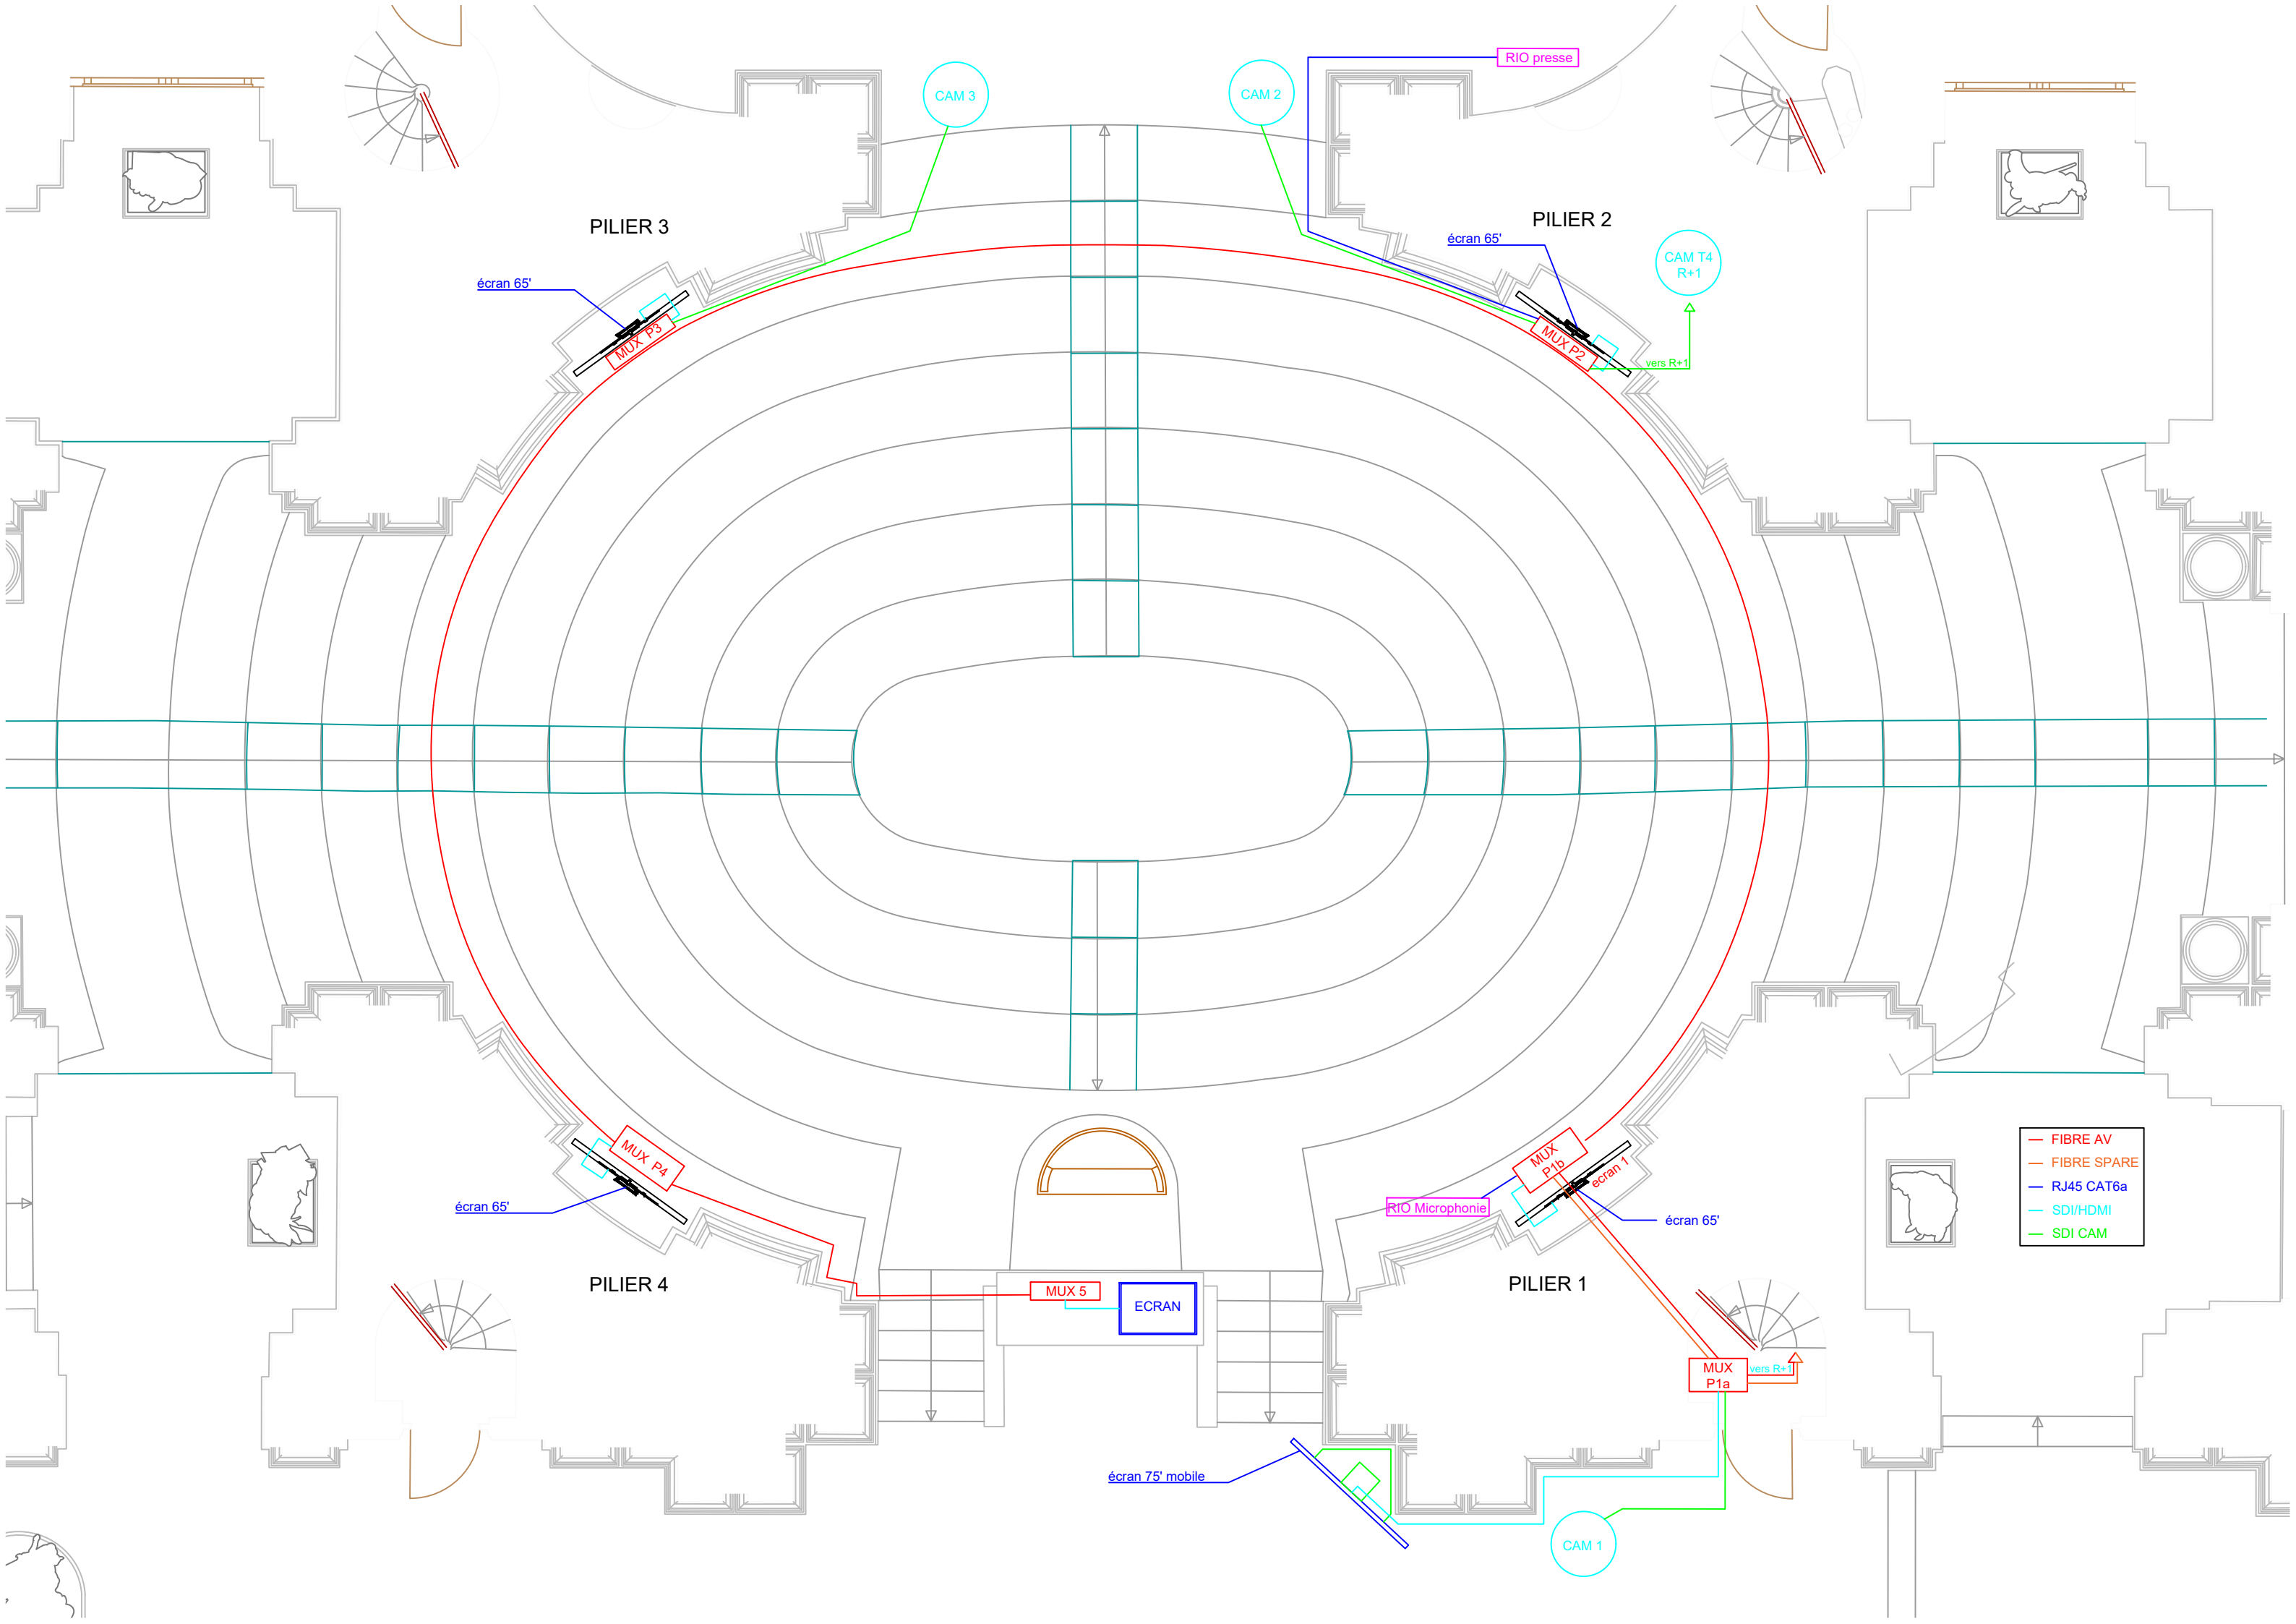 RIO presse
CAM 3
CAM 2
PILIER 3
PILIER 2
écran 65'
CAM T4
R+1
écran 65'
MUX P3
MUX P2
vers R+1
FIBRE AV
FIBRE SPARE
RJ45 CAT6a
SDI/HDMI
SDI CAM
MUX P4
MUX
P1b
ecran 1
écran 65'
RIO Microphonie
écran 65'
PILIER 4
PILIER 1
MUX 5
ECRAN
MUX
P1a
vers R+1
écran 75' mobile
CAM 1